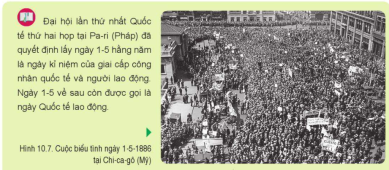 Đại hội lần thứ nhất Quốc
tế thứ hai họp tại Pa-ri (Pháp) đã
quyết định lấy ngày 1-5 hằng năm
là ngày kỉ niệm của giai cấp công
nhân quốc tế và người lao động.
Ngày 1-5 về sau còn được gọi là
ngày Quốc tế lao động.
Hình 10.7. Cuộc biểu tình ngày 1-5-1886
tại Chi-ca-gô (Mỹ)